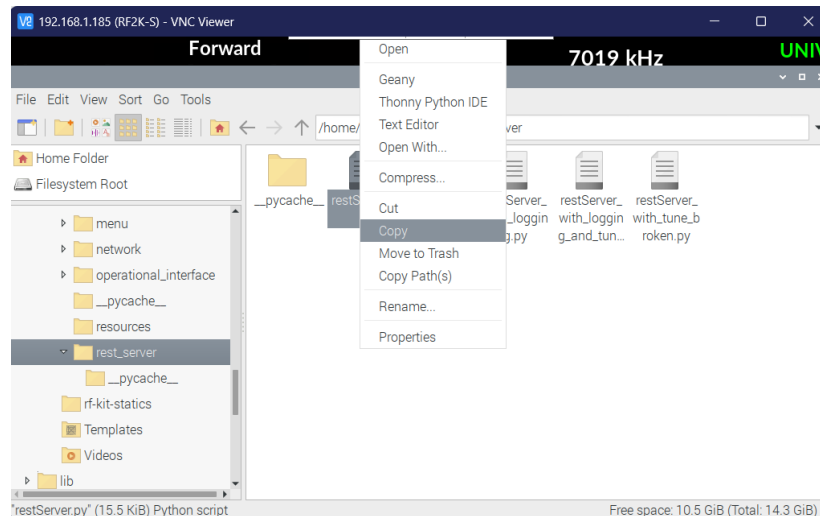 192.168.1.185 (RF2K-S) - VNC Viewer
Forward
7019 kHz
UNIV
File Edit View Sort Go Tools
/home/
ver
Home Folder
Filesystem Root
menu
network
operational_interface
__pycache__
resources
rest_server
__pycache__
rf-kit-statics
Templates
Videos
lib
__pycache__
restS
Server_
_loggin
g.py
restServer_
with_loggin
g_and_tun...
restServer_
with_tune_b
roken.py
Open
Geany
Thonny Python IDE
Text Editor
Open With...
Compress...
Cut
Copy
Move to Trash
Copy Path(s)
Rename...
Properties
"restServer.py" (15.5 KiB) Python script
Free space: 10.5 GiB (Total: 14.3 GiB)